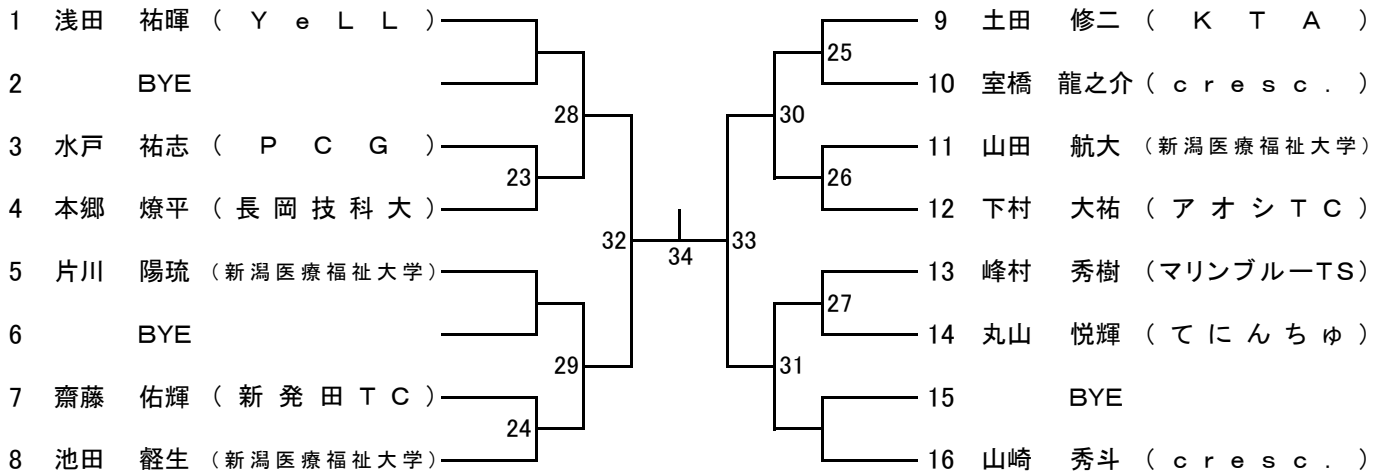 1 浅田 祐暉 (YeLL)
2 BYE
28
3 水戸 祐志 (PCG)
23
4 本郷 燎平 (長岡技科大)
32
5 片川 陽琉 (新潟医療福祉大学)
6 BYE
29
7 齋藤 佑輝 (新発田TC)
24
8 池田 督生 (新潟医療福祉大学)
34
9 土田 修二 (KTA)
25
10 室橋 龍之介 (cresc.)
30
11 山田 航大 (新潟医療福祉大学)
26
12 下村 大祐 (アオシTC)
33
13 峰村 秀樹 (マリンブルーTS)
27
14 丸山 悦輝 (てにんちゅ)
31
15 BYE
16 山崎 秀斗 (cresc.)